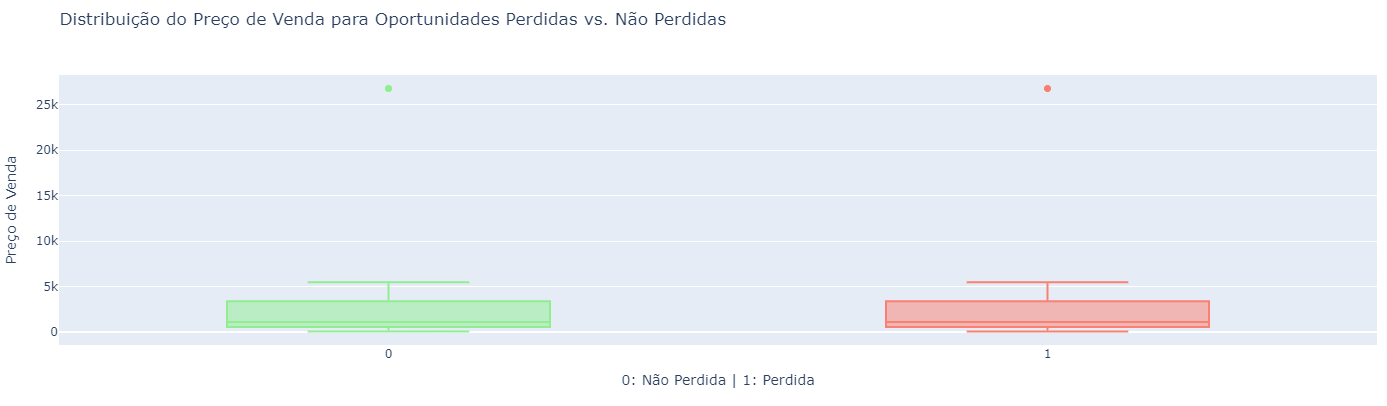 Distribuição do Preço de Venda para Oportunidades Perdidas vs. Não Perdidas
Preço de Venda
25k
20k
15k
10k
5k
0
0
1
0: Não Perdida | 1: Perdida